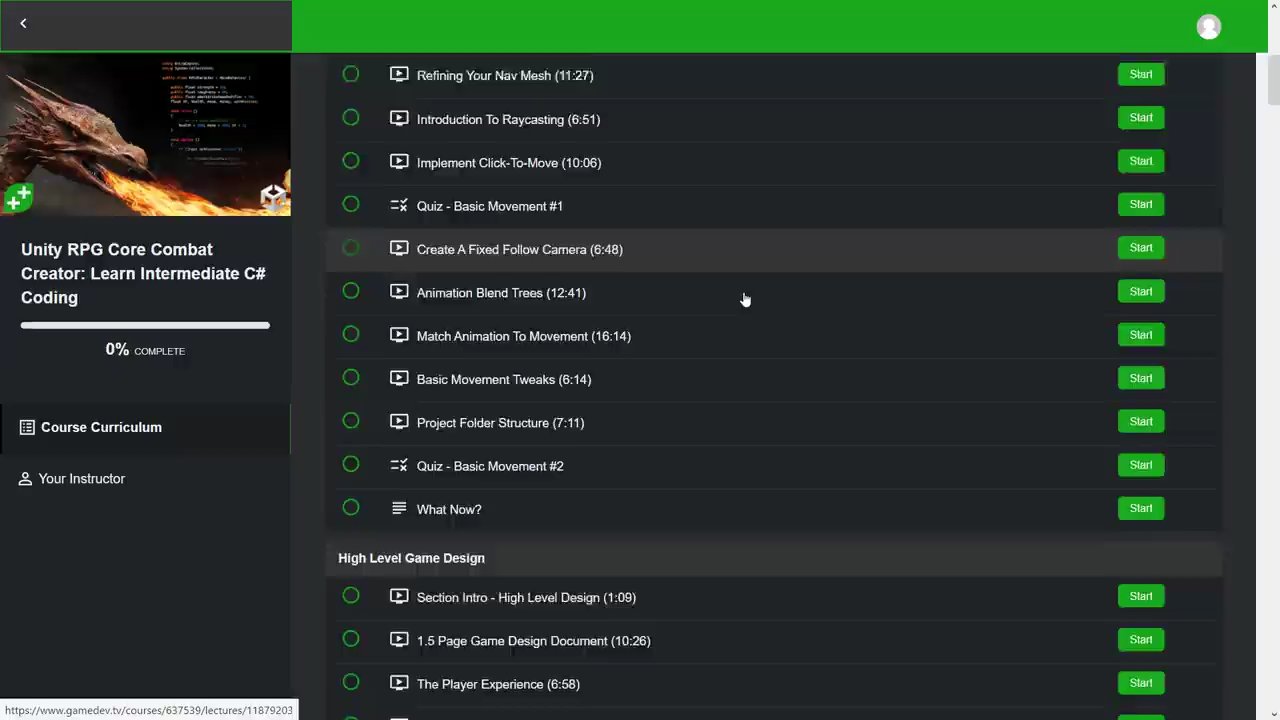 Refining Your Nav Mesh (11:27)
Start
Introduction To Raycasting (6:51)
Start
Implement Click-To-Move (10:06)
Start
Quiz - Basic Movement #1
Start
Create A Fixed Follow Camera (6:48)
Start
Animation Blend Trees (12:41)
Start
Match Animation To Movement (16:14)
Start
Basic Movement Tweaks (6:14)
Start
Project Folder Structure (7:11)
Start
Quiz - Basic Movement #2
Start
What Now?
Start
High Level Game Design
Section Intro - High Level Design (1:09)
Start
1.5 Page Game Design Document (10:26)
Start
The Player Experience (6:58)
Start
Unity RPG Core Combat
Creator: Learn Intermediate C#
Coding
0% COMPLETE
Course Curriculum
Your Instructor
https://www.gamedev.tv/courses/637539/lectures/11879203